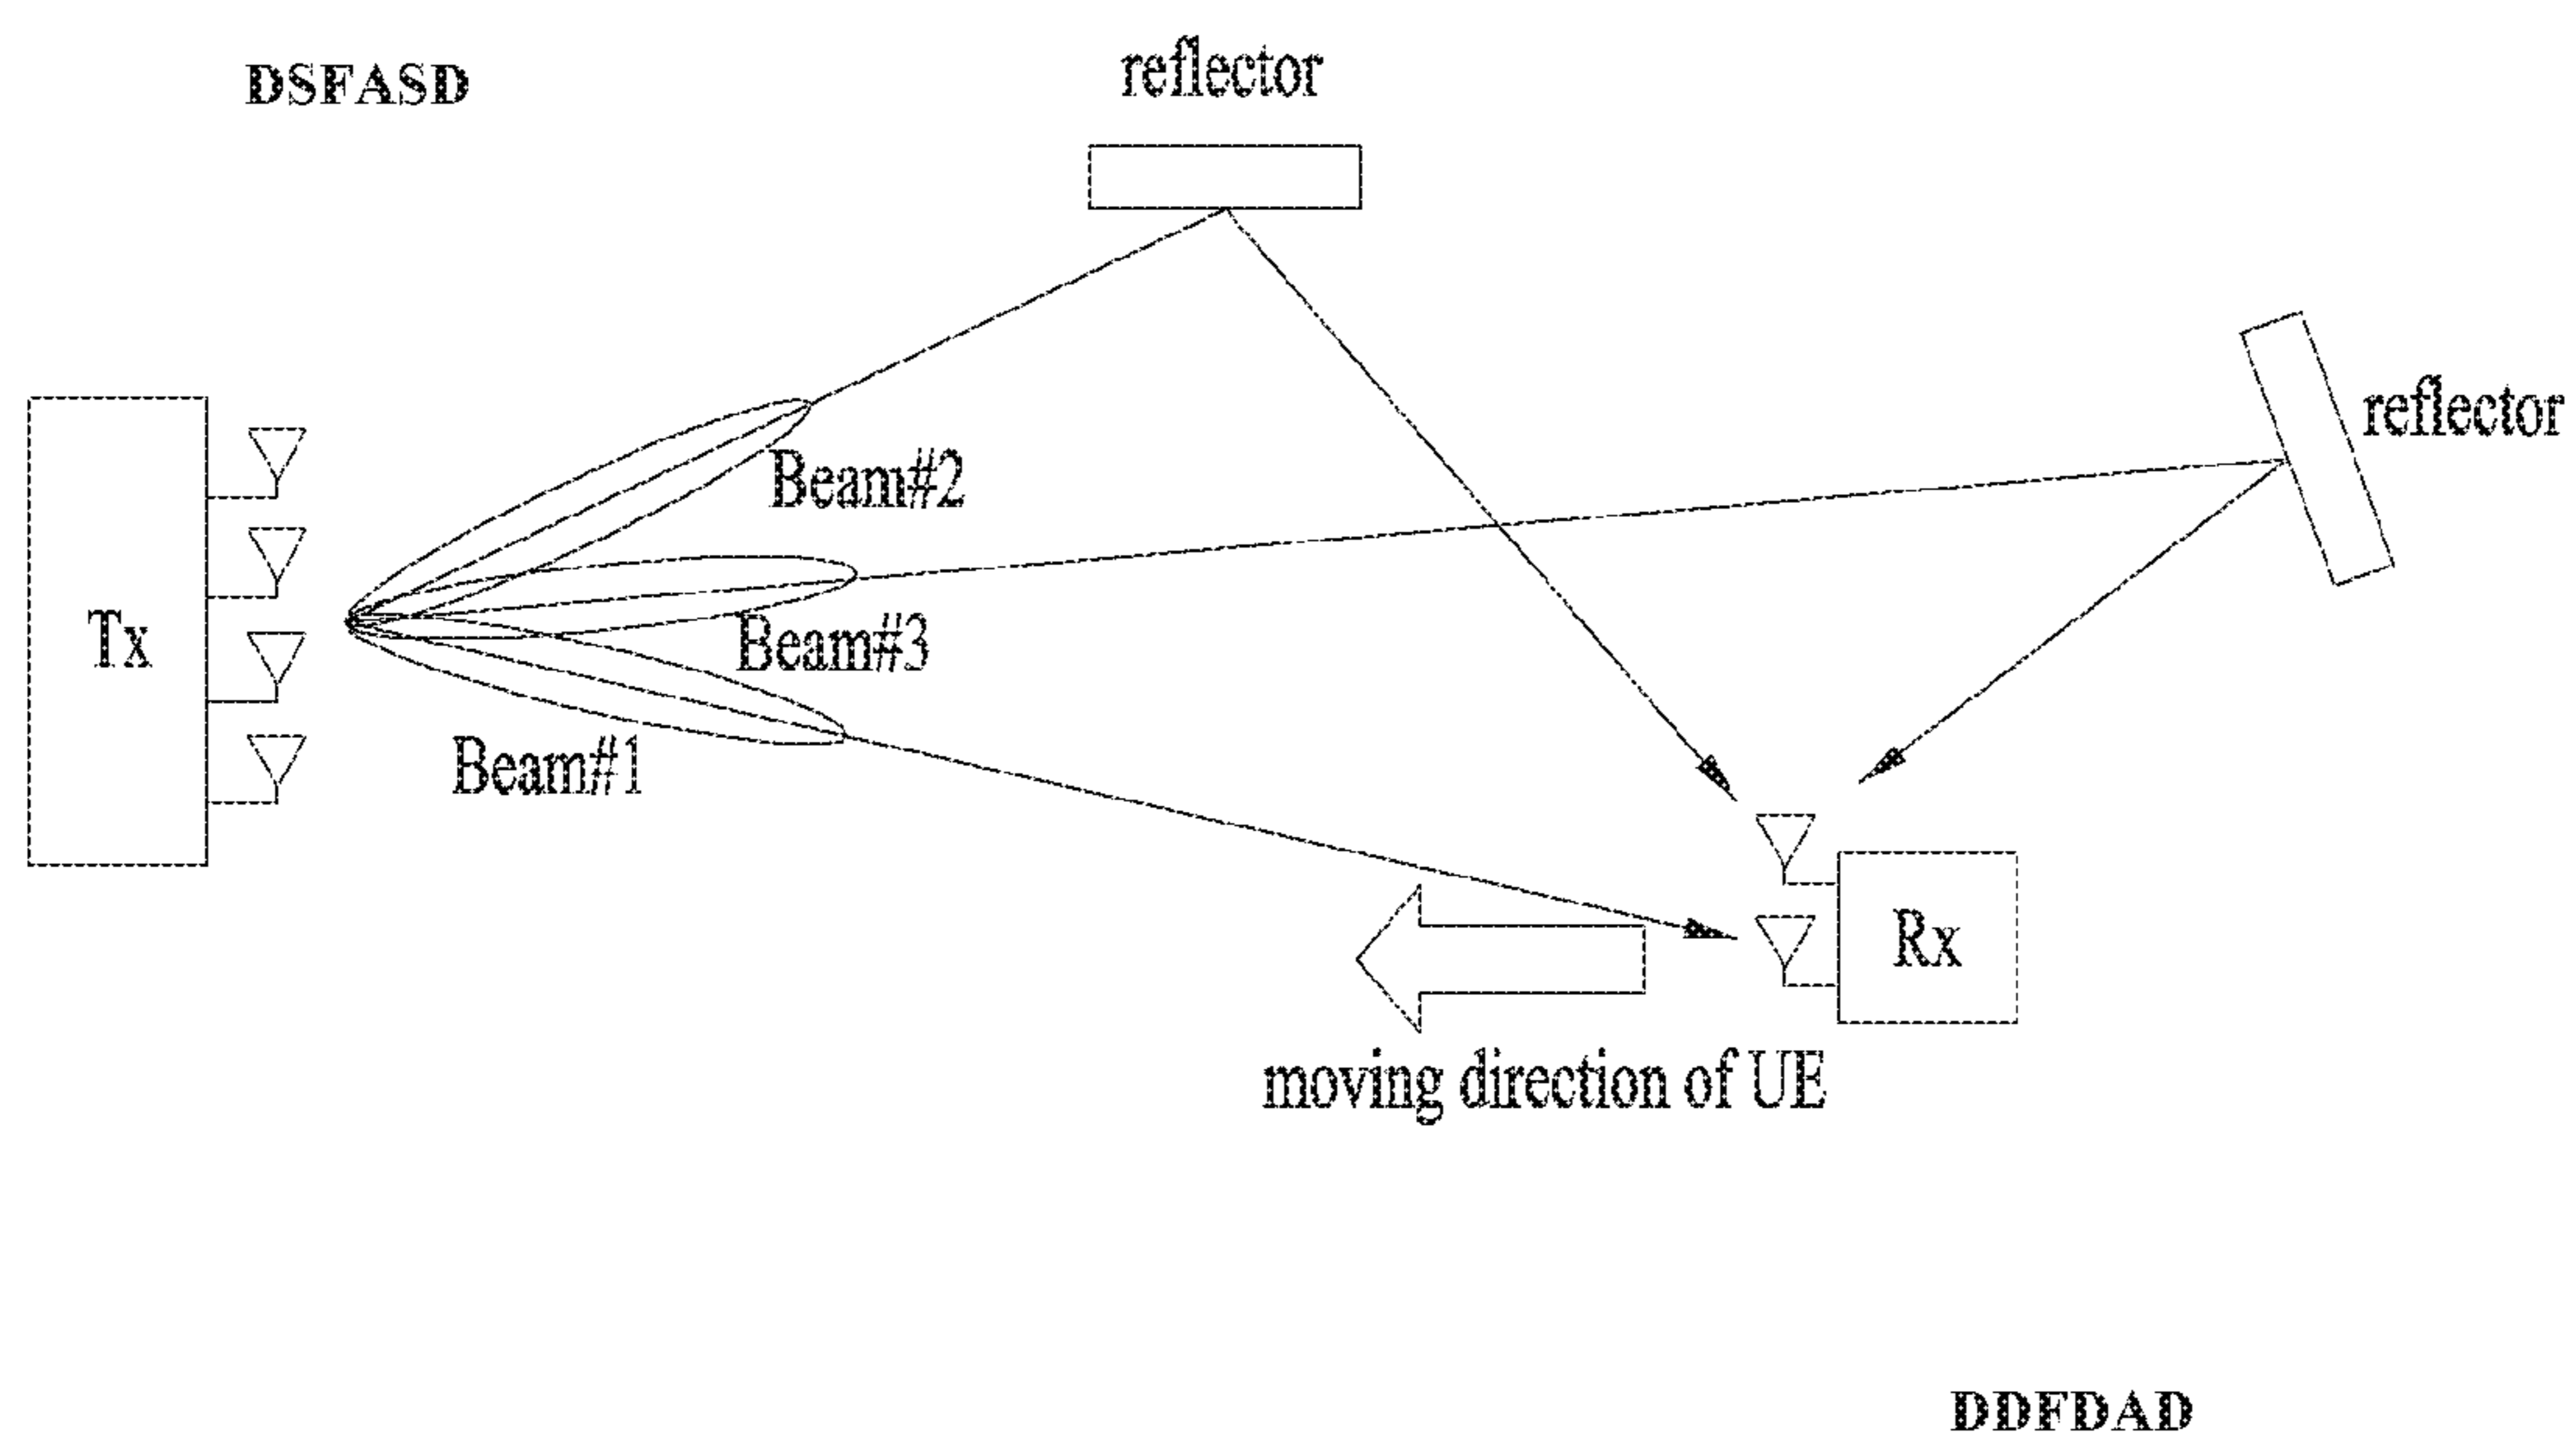 DSFASD
reflector
reflector
Beam#2
Tx
Beam#3
Beam#1
Rx
moving direction of UE
DDFDAD